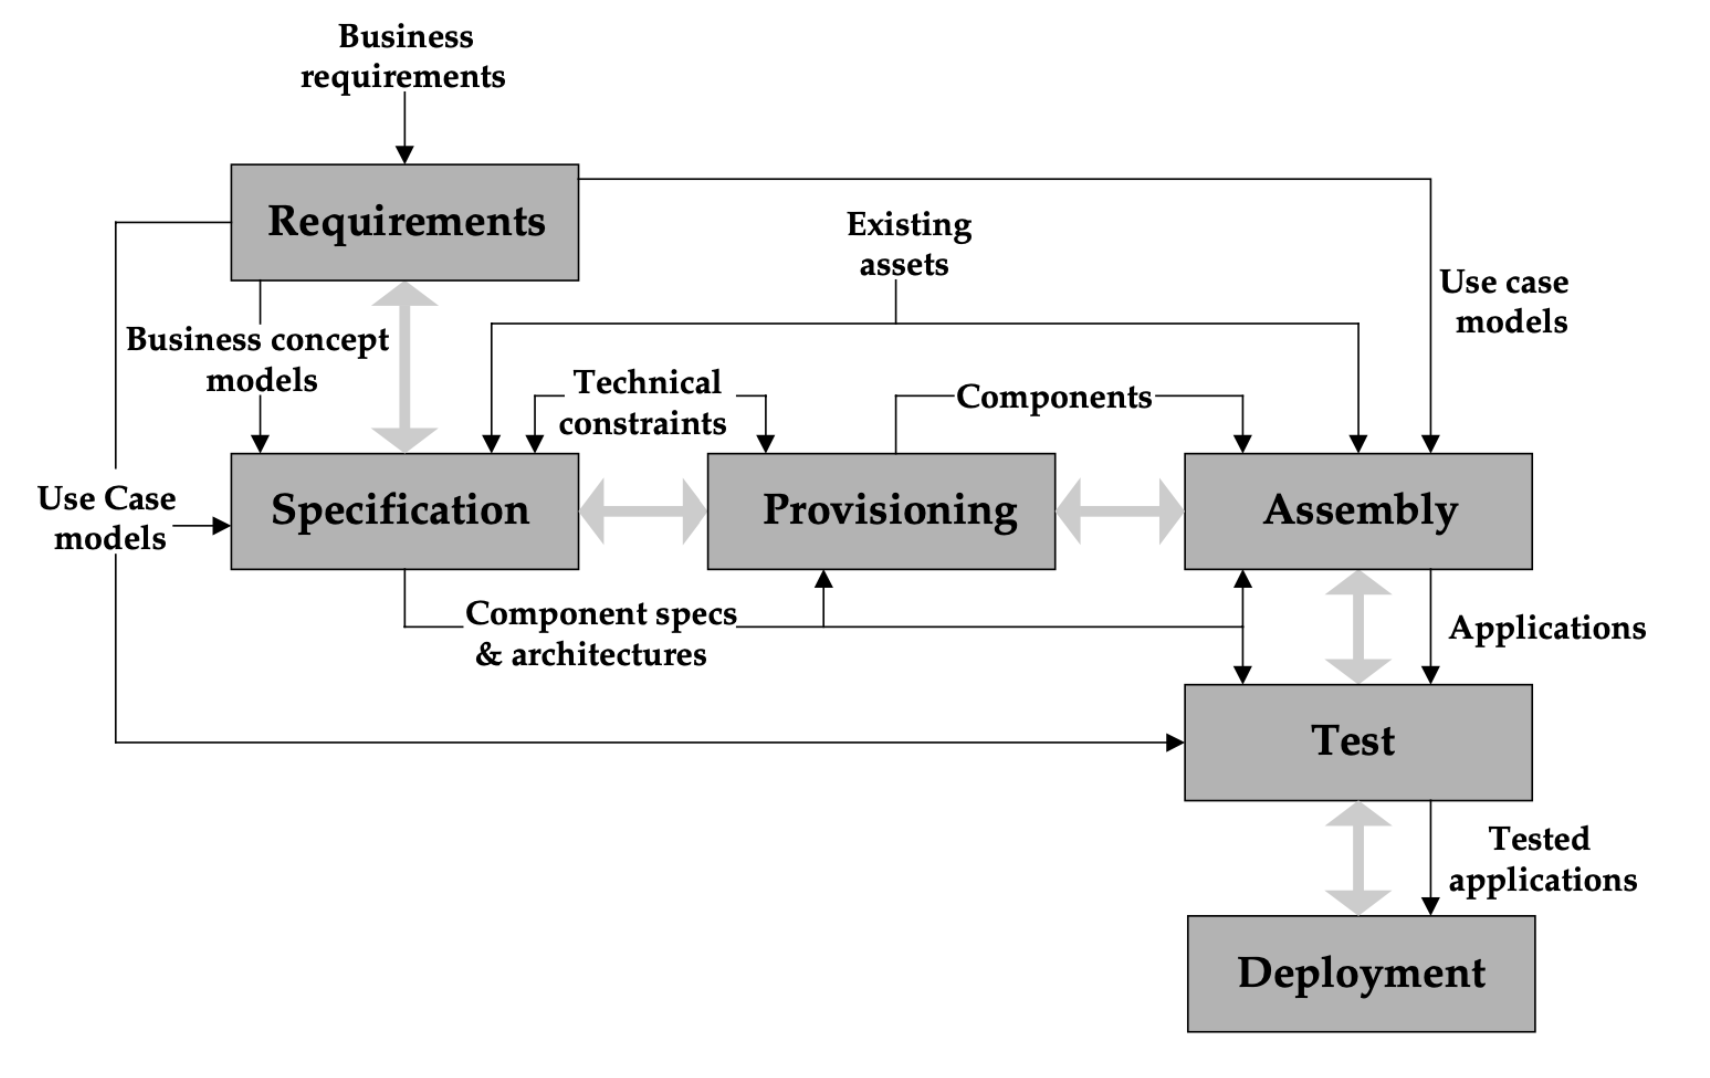 Business
requirements
Requirements
Existing
assets
Use case
models
Business concept
models
Technical
constraints
Components
Use Case
models
Specification
Provisioning
Assembly
Component specs
& architectures
Applications
Test
Tested
applications
Deployment